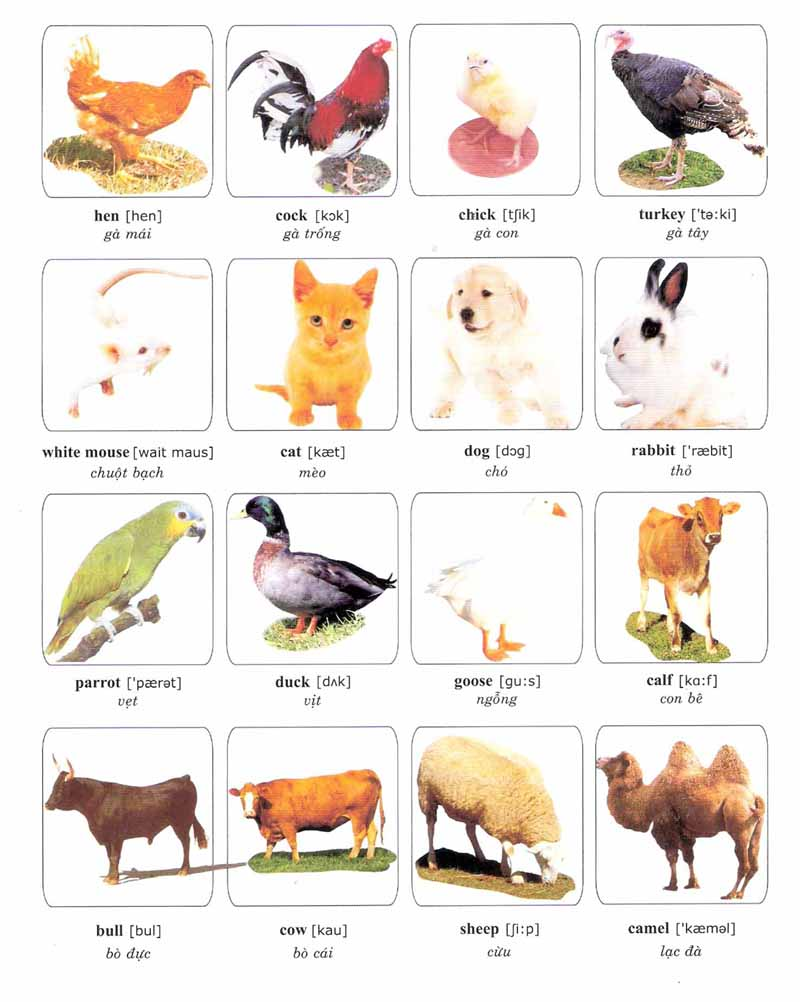 hen [hen]
gà mái
cock [kɔk]
gà trống
chick [tʃik]
gà con
turkey ['tə:ki]
gà tây
white mouse [wait maus]
chuột bạch
cat [kæt]
mèo
dog [dɔg]
chó
rabbit ['ræbit]
thỏ
parrot ['pærət]
vẹt
duck [dʌk]
vịt
goose [gu:s]
ngỗng
calf [kɑ:f]
con bê
bull [bul]
bò đực
cow [kau]
bò cái
sheep [ʃi:p]
cừu
camel ['kæməl]
lạc đà